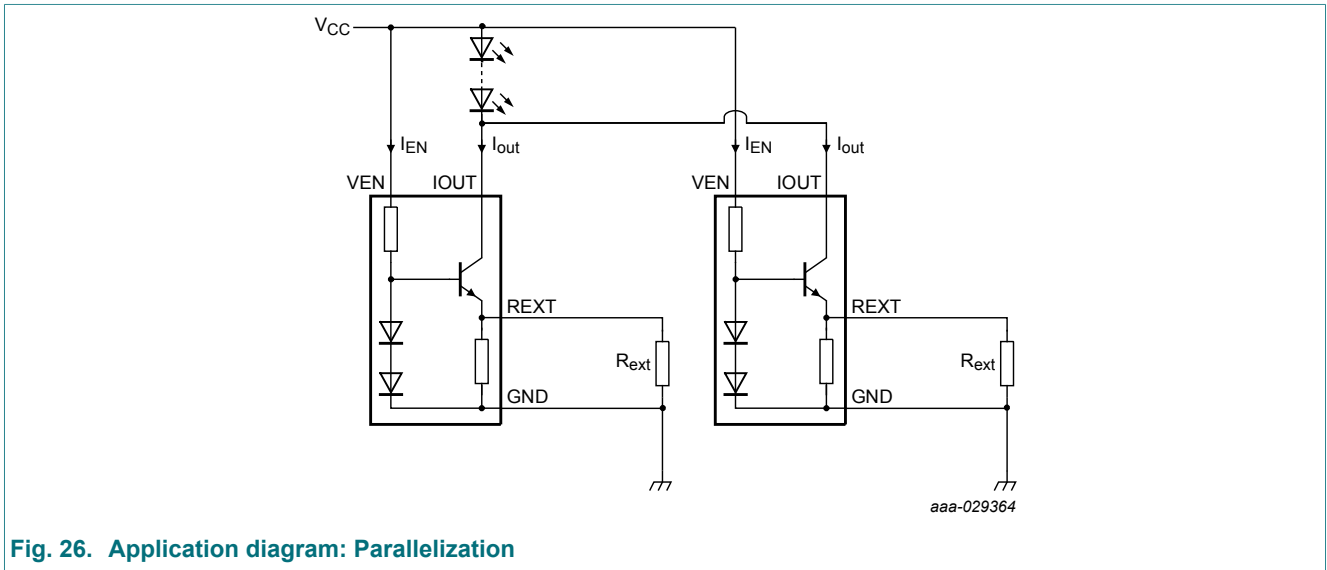 VCC
IEN Iout IEN Iout
VEN IOUT VEN IOUT
REXT REXT
Rext Rext
GND GND
aaa-029364
Fig. 26. Application diagram: Parallelization